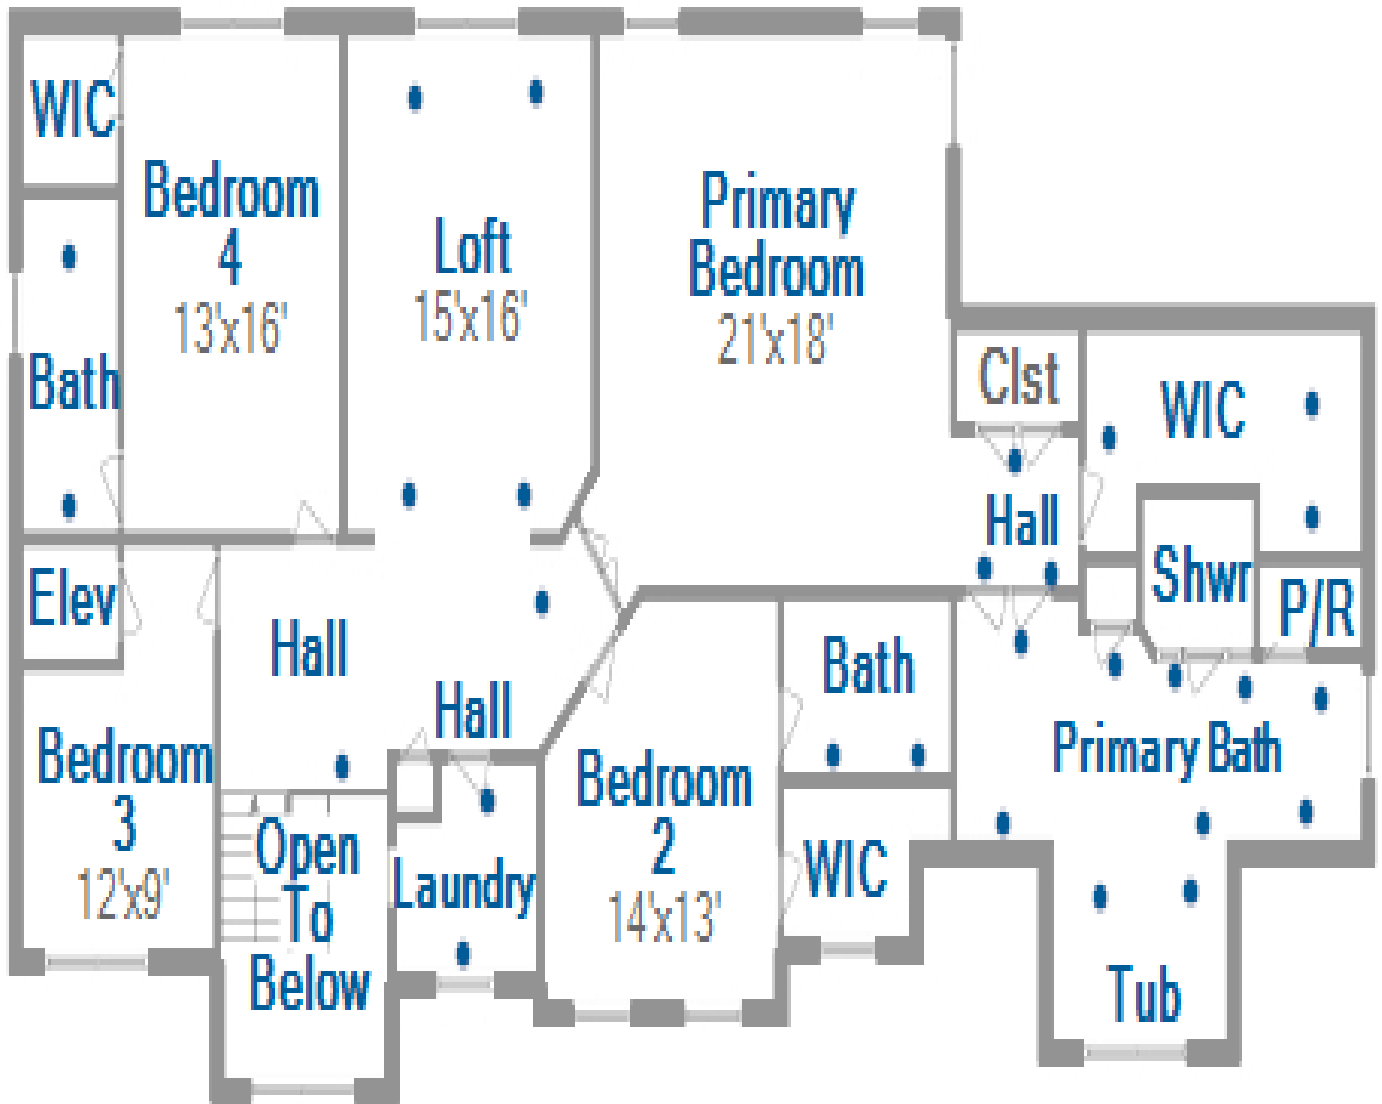 WIC
Bedroom
4
13'x16'
Loft
15'x16'
Primary
Bedroom
21'x18'
Bath
Clst
WIC
Hall
Elev
Shwr
P/R
Hall
Hall
Bath
Bedroom
3
12'x9'
Open
To
Below
Laundry
Bedroom
2
14'x13'
WIC
Primary Bath
Tub